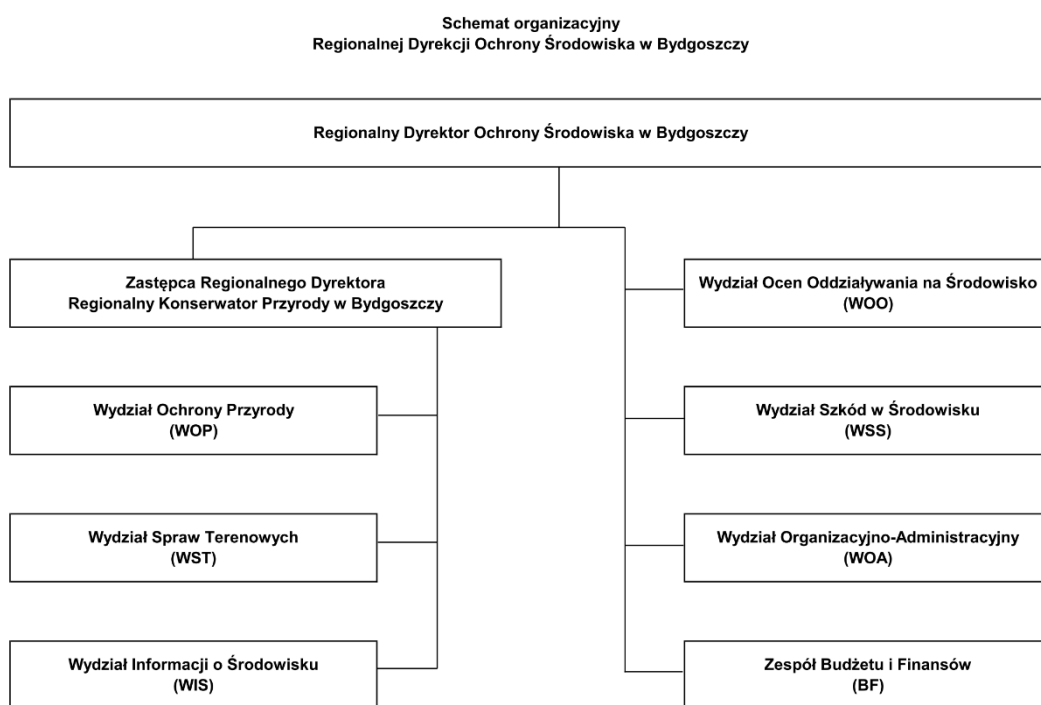 Schemat organizacyjny
Regionalnej Dyrekcji Ochrony Środowiska w Bydgoszczy
Regionalny Dyrektor Ochrony Środowiska w Bydgoszczy
Zastępca Regionalnego Dyrektora
Regionalny Konserwator Przyrody w Bydgoszczy
Wydział Ochrony Przyrody
(WOP)
Wydział Spraw Terenowych
(WST)
Wydział Informacji o Środowisku
(WIS)
Wydział Ocen Oddziaływania na Środowisko
(WOO)
Wydział Szkód w Środowisku
(WSS)
Wydział Organizacyjno-Administracyjny
(WOA)
Zespół Budżetu i Finansów
(BF)